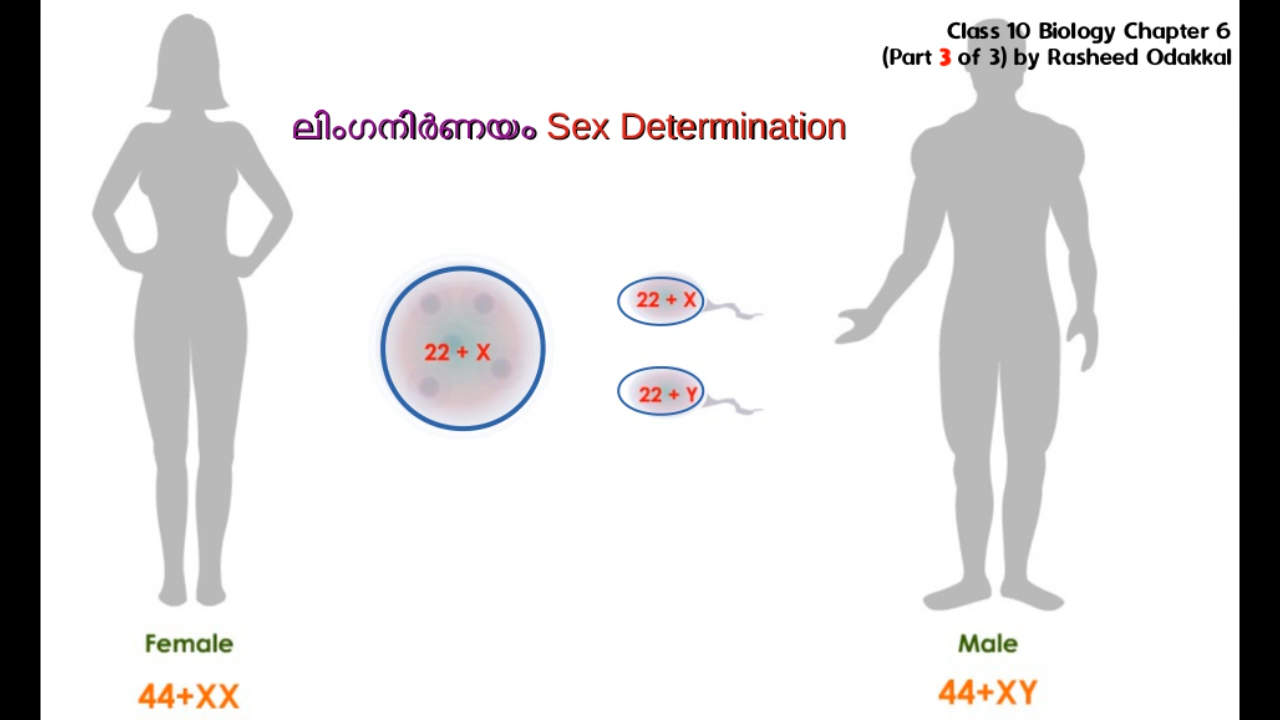 Class 10 Biology Chapter 6
(Part 3 of 3) by Rasheed Odakkal
ലിംഗനിർണയം Sex Determination
22 + X
22 + X
22 + Y
Female
Male
44+XX
44+XY